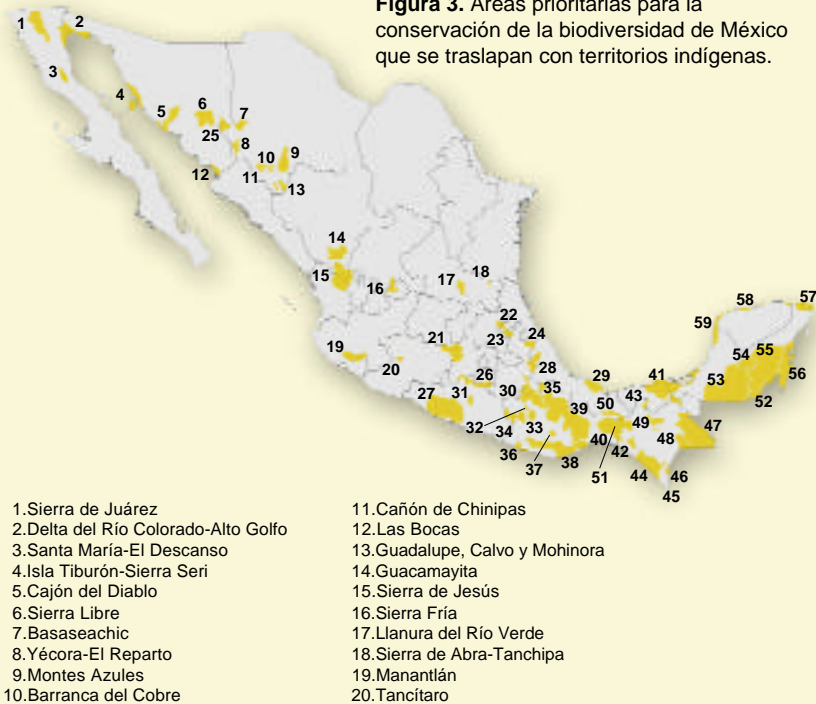 Figura 3. Áreas prioritarias para la
conservación de la biodiversidad de México
que se traslapan con territorios indígenas.
1
2
3
4
5
6
7
25
8
9
10
11
12
13
14
15
16
17
18
19
20
21
22
23
24
26
27
28
29
30
31
32
33
34
35
36
37
38
39
40
41
42
43
44
45
46
47
48
49
50
51
52
53
54
55
56
57
58
59
1.Sierra de Juárez
2.Delta del Río Colorado-Alto Golfo
3.Santa María-El Descanso
4.Isla Tiburón-Sierra Seri
5.Cajón del Diablo
6.Sierra Libre
7.Basaseachic
8.Yécora-El Reparto
9.Montes Azules
10.Barranca del Cobre
11.Cañón de Chinipas
12.Las Bocas
13.Guadalupe, Calvo y Mohinora
14.Guacamayita
15.Sierra de Jesús
16.Sierra Fría
17.Llanura del Río Verde
18.Sierra de Abra-Tanchipa
19.Manantlán
20.Tancítaro